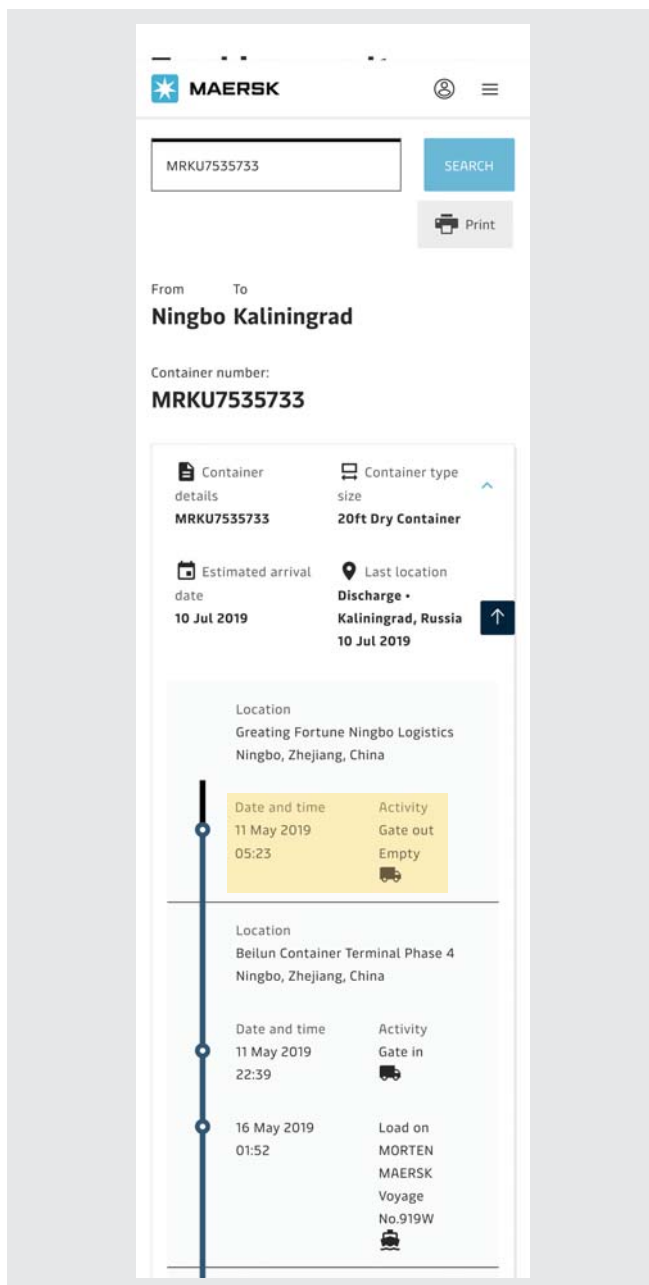 MAERSK
MRKU7535733
SEARCH
Print
From To
Ningbo Kaliningrad
Container number:
MRKU7535733
Container details
MRKU7535733
Container type size
20ft Dry Container
Estimated arrival date
10 Jul 2019
Last location
Discharge •
Kaliningrad, Russia
10 Jul 2019
Location
Greating Fortune Ningbo Logistics
Ningbo, Zhejiang, China
Date and time Activity
11 May 2019 Gate out
05:23 Empty
Location
Beilun Container Terminal Phase 4
Ningbo, Zhejiang, China
Date and time Activity
11 May 2019 Gate in
22:39
16 May 2019 Load on
01:52 MORTEN
MAERSK
Voyage
No.919W